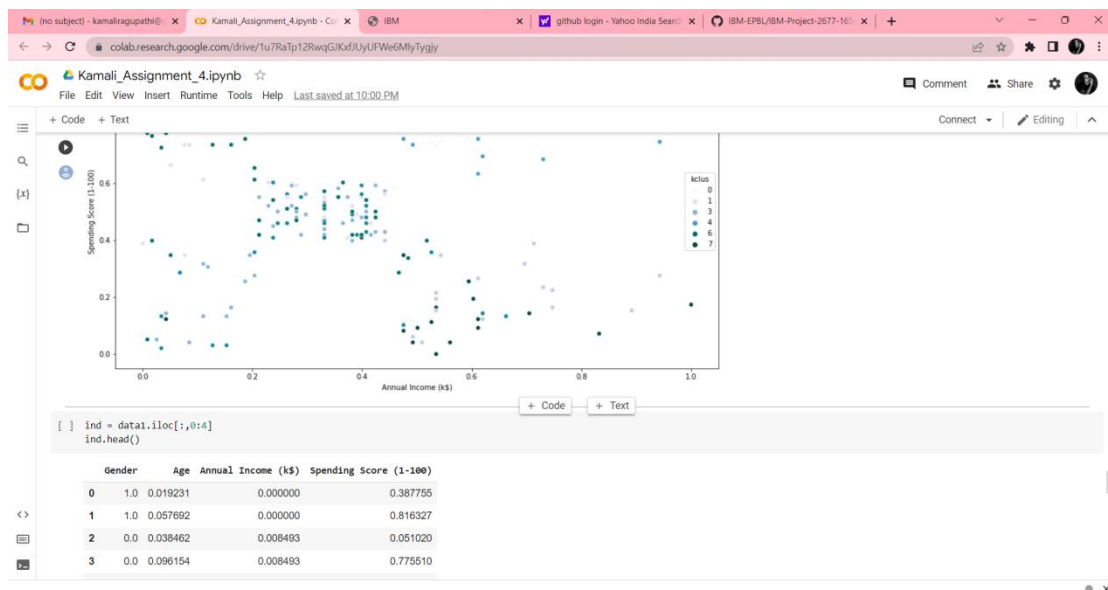 (no subject) - kamaliragupathi@
Kamali_Assignment_4.ipynb - Co
IBM
github login - Yahoo India Search
IBM-EPBL/IBM-Project-2677-165
colab.research.google.com/drive/1u7RaTp12RwqGJKxfJUyUFWe6MIyTygjy
CO Kamali_Assignment_4.ipynb
Comment Share
File Edit View Insert Runtime Tools Help Last saved at 10:00 PM
+ Code + Text
Connect Editing
{x}
Spending Score (1-100)
0.6
0.4
0.2
0.0
kclus
0
1
3
4
6
7
0.0 0.2 0.4 0.6 0.8 1.0
Annual Income (k$)
+ Code + Text
[ ] ind = data1.iloc[:,0:4]
ind.head()
Gender Age Annual Income (k$) Spending Score (1-100)
0 1.0 0.019231 0.000000 0.387755
1 1.0 0.057692 0.000000 0.816327
2 0.0 0.038462 0.008493 0.051020
3 0.0 0.096154 0.008493 0.775510